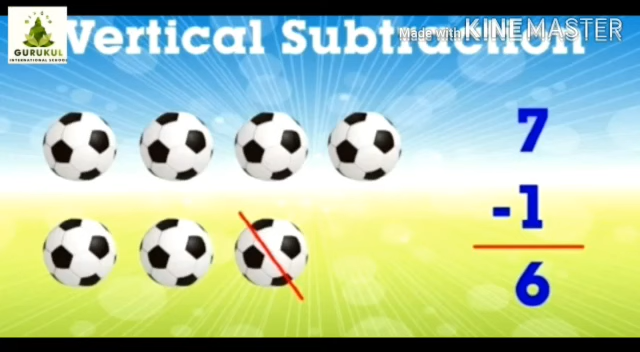 GURUKUL
INTERNATIONAL SCHOOL
Vertical Subtraction
Made with KINEMASTER
7
-1
6